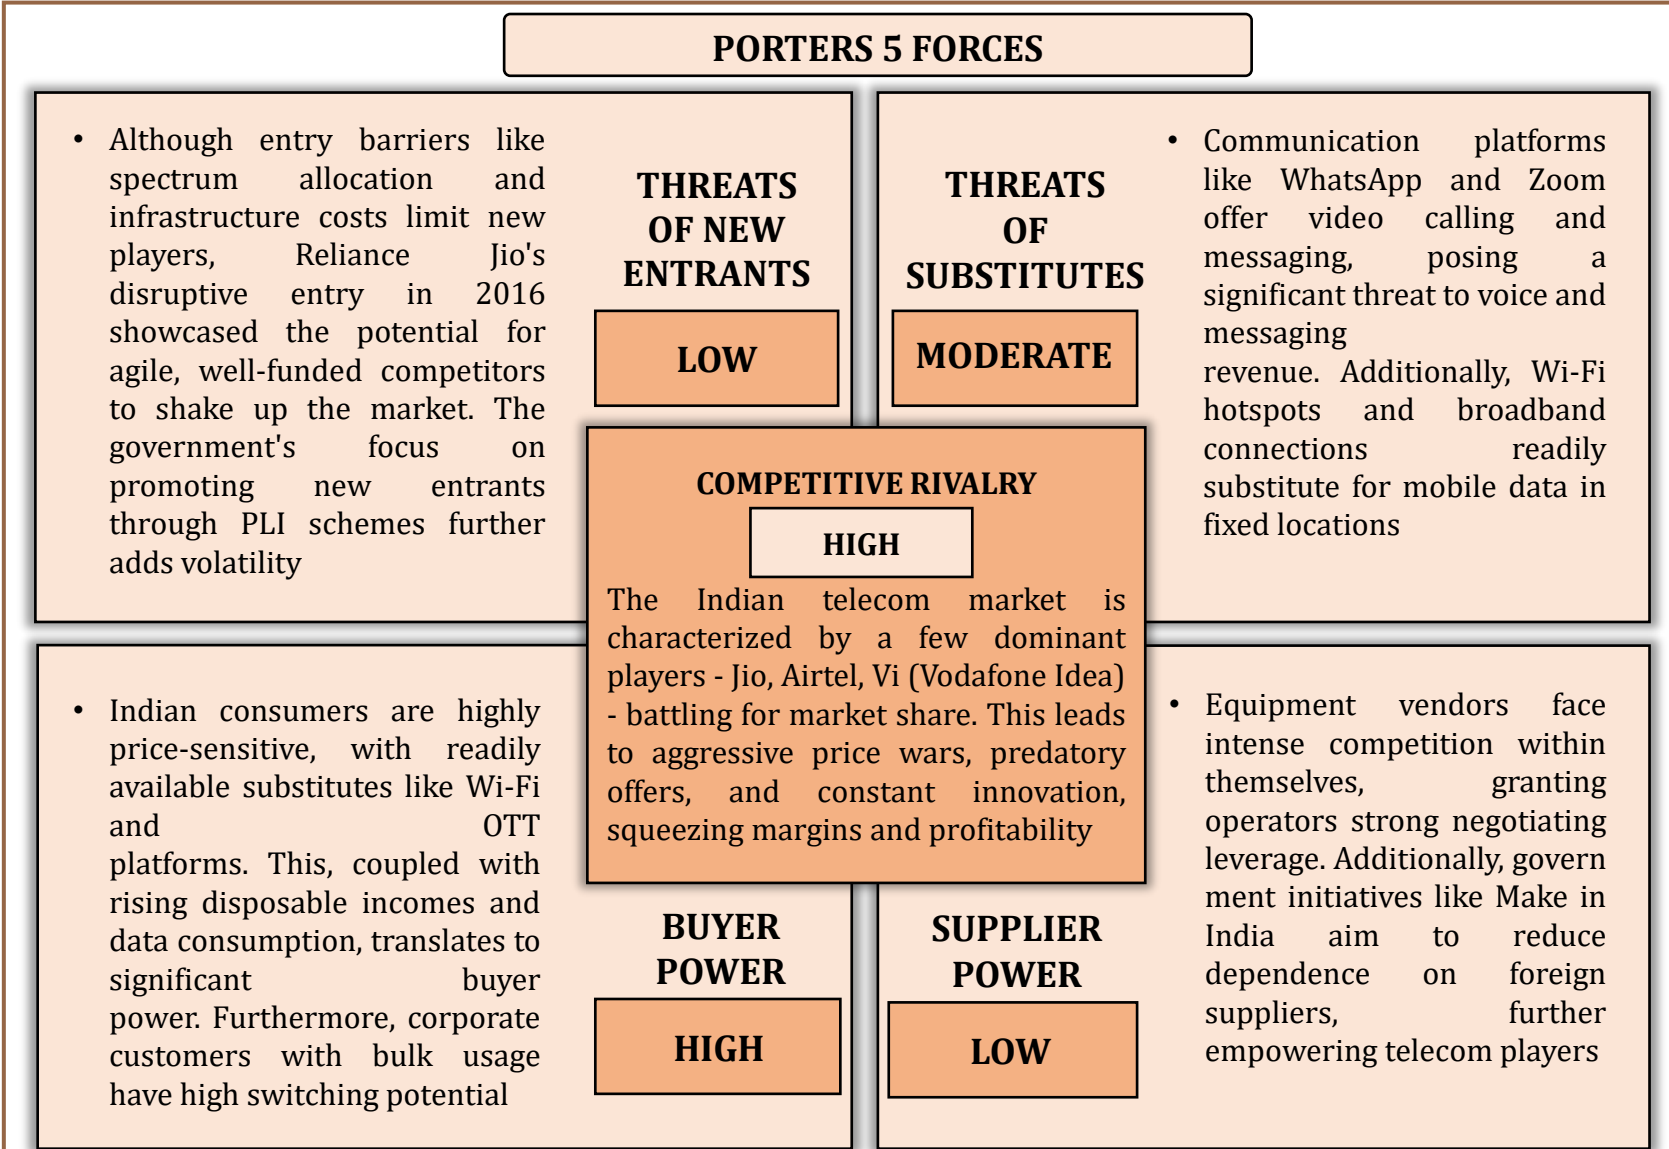 PORTERS 5 FORCES
• Although entry barriers like
spectrum allocation and
infrastructure costs limit new
players, Reliance Jio's
disruptive entry in 2016
showcased the potential for
agile, well-funded competitors
to shake up the market. The
government's focus on
promoting new entrants
through PLI schemes further
adds volatility
THREATS
OF NEW
ENTRANTS
LOW
THREATS
OF
SUBSTITUTES
MODERATE
• Communication platforms
like WhatsApp and Zoom
offer video calling and
messaging, posing a
significant threat to voice and
messaging
revenue. Additionally, Wi-Fi
hotspots and broadband
connections readily
substitute for mobile data in
fixed locations
COMPETITIVE RIVALRY
HIGH
The Indian telecom market is
characterized by a few dominant
players - Jio, Airtel, Vi (Vodafone Idea)
- battling for market share. This leads
to aggressive price wars, predatory
offers, and constant innovation,
squeezing margins and profitability
• Indian consumers are highly
price-sensitive, with readily
available substitutes like Wi-Fi
and OTT
platforms. This, coupled with
rising disposable incomes and
data consumption, translates to
significant buyer
power. Furthermore, corporate
customers with bulk usage
have high switching potential
BUYER
POWER
HIGH
SUPPLIER
POWER
LOW
• Equipment vendors face
intense competition within
themselves, granting
operators strong negotiating
leverage. Additionally, govern
ment initiatives like Make in
India aim to reduce
dependence on foreign
suppliers, further
empowering telecom players